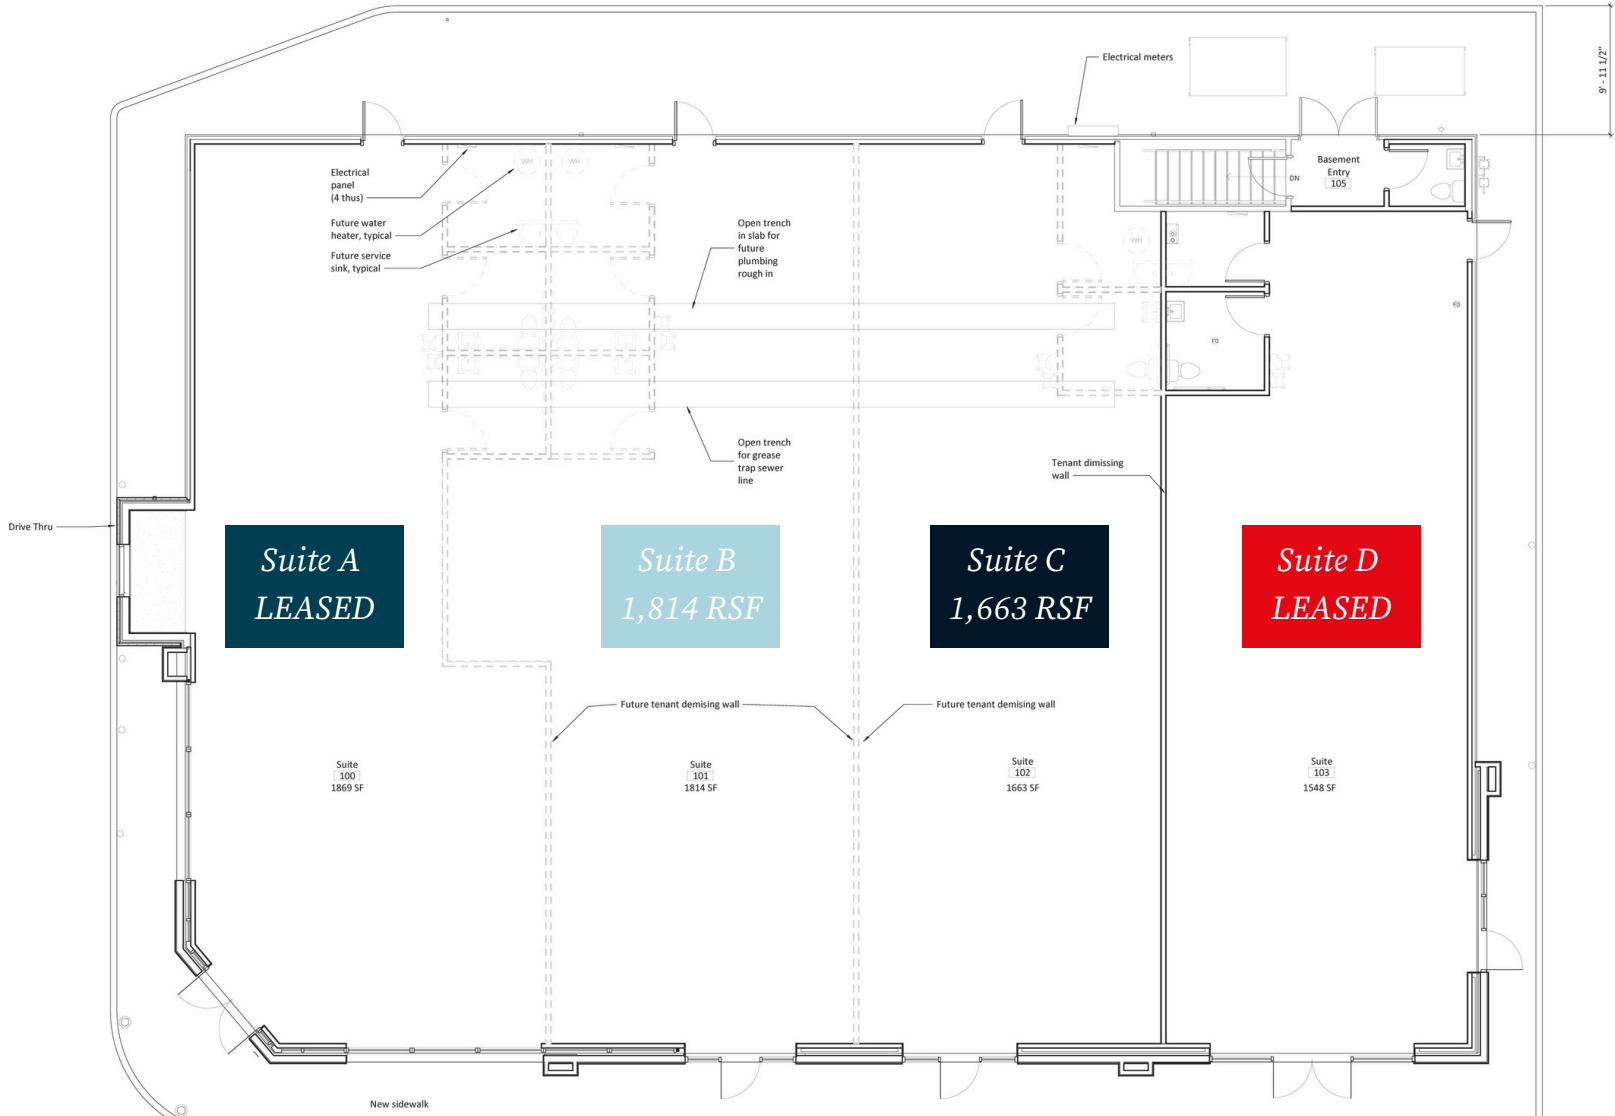 9' - 11 1/2"
Electrical meters
Electrical
panel
(4 thus)
WH
WH
Future water
heater, typical
Future service
sink, typical
Open trench
in slab for
future
plumbing
rough in
WH
DN
Basement
Entry
105
FD
FD
Open trench
for grease
trap sewer
line
Tenant dimissing
wall
Drive Thru
Suite A
LEASED
Suite B
1,814 RSF
Suite C
1,663 RSF
Suite D
LEASED
Future tenant demising wall
Future tenant demising wall
Suite
100
1869 SF
Suite
101
1814 SF
Suite
102
1663 SF
Suite
103
1548 SF
New sidewalk